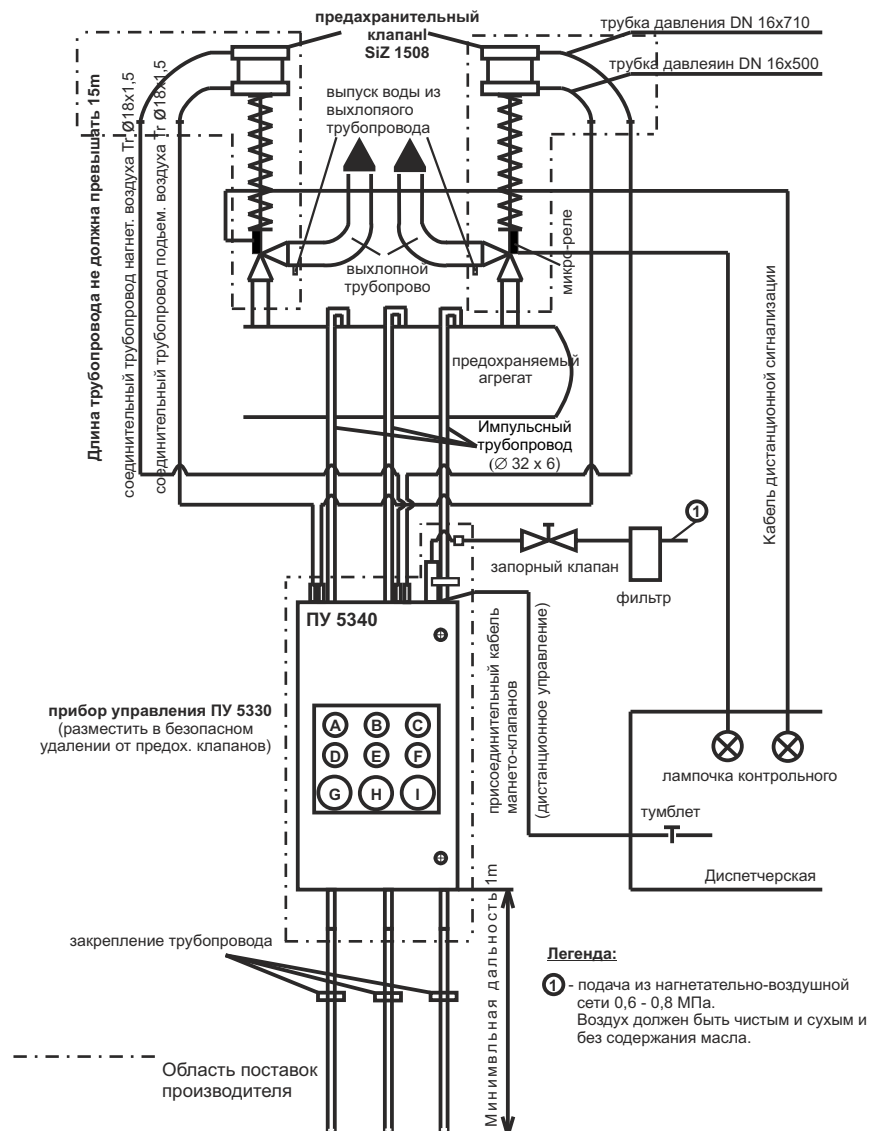 предахранительный
клапанI
SiZ 1508
трубка давления DN 16x710
трубка давлеяин DN 16x500
выпуск воды из
выхлопяого
трубопровода
Длина трубопровода не должна превышать 15m
соединительный трубопровод нагнет. воздуха Tr Ø18x1,5
соединительный трубопровод подьем. воздуха Tr Ø18x1,5
микро-реле
выхлопной
трубопрово
предохраняемый
агрегат
Импульсный
трубопровод
(∅ 32 x 6)
Кабель дистанционной сигнализации
1
запорный клапан
фильтр
ПУ 5340
присоединительный кабель
магнето-клапанов
(дистанционное управление)
прибор управления ПУ 5330
(разместить в безопасном
удалении от предох. клапанов)
A B C
D E F
G H I
лампочка контрольного
тумблет
Диспетчерская
Минимвльная дальность 1m
закрепление трубопровода
Легенда:
1 - подача из нагнетательно-воздушной
сети 0,6 - 0,8 МПа.
Воздух должен быть чистым и сухым и
без содержания масла.
Область поставок
производителя